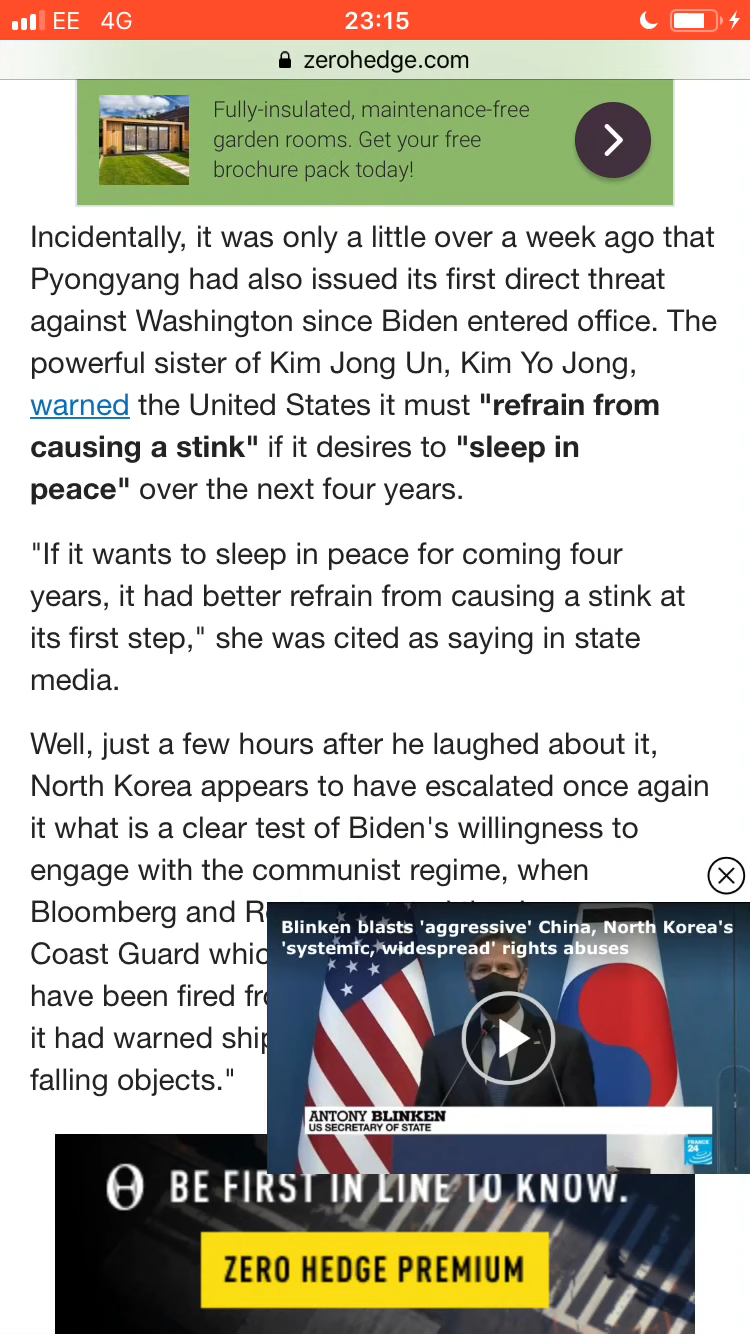 EE 4G 23:15
zerohedge.com
Fully-insulated, maintenance-free
garden rooms. Get your free
brochure pack today!
Incidentally, it was only a little over a week ago that
Pyongyang had also issued its first direct threat
against Washington since Biden entered office. The
powerful sister of Kim Jong Un, Kim Yo Jong,
warned the United States it must "refrain from
causing a stink" if it desires to "sleep in
peace" over the next four years.
"If it wants to sleep in peace for coming four
years, it had better refrain from causing a stink at
its first step," she was cited as saying in state
media.
Well, just a few hours after he laughed about it,
North Korea appears to have escalated once again
it what is a clear test of Biden's willingness to
engage with the communist regime, when
Bloomberg and
Coast Guard
have been fired
it had warned
falling objects."
Blinken blasts 'aggressive' China, North Korea's
'systemic, widespread' rights abuses
ANTONY BLINKEN
US SECRETARY OF STATE
FRANCE
24
BE FIRST IN LINE TO KNOW.
ZERO HEDGE PREMIUM